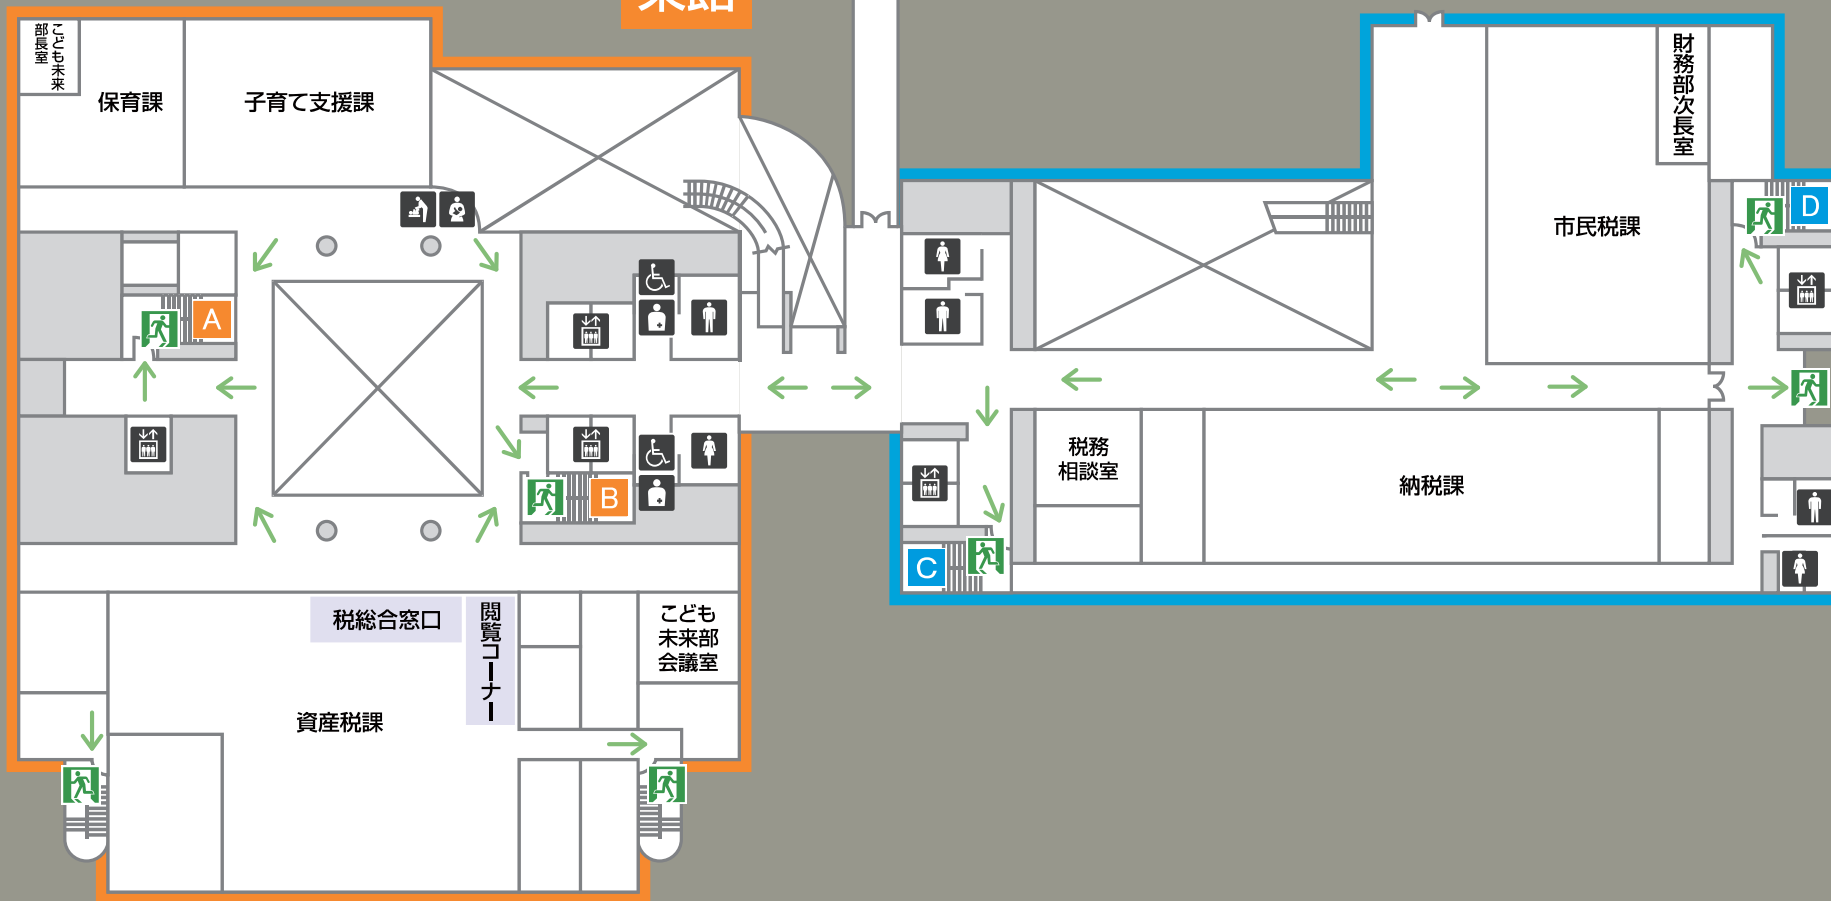 こども未来
部長室
保育課
子育て支援課
財務部次長室
市民税課
D
A
B
税務
相談室
納税課
C
税総合窓口
閲覧コーナー
こども
未来部
会議室
資産税課